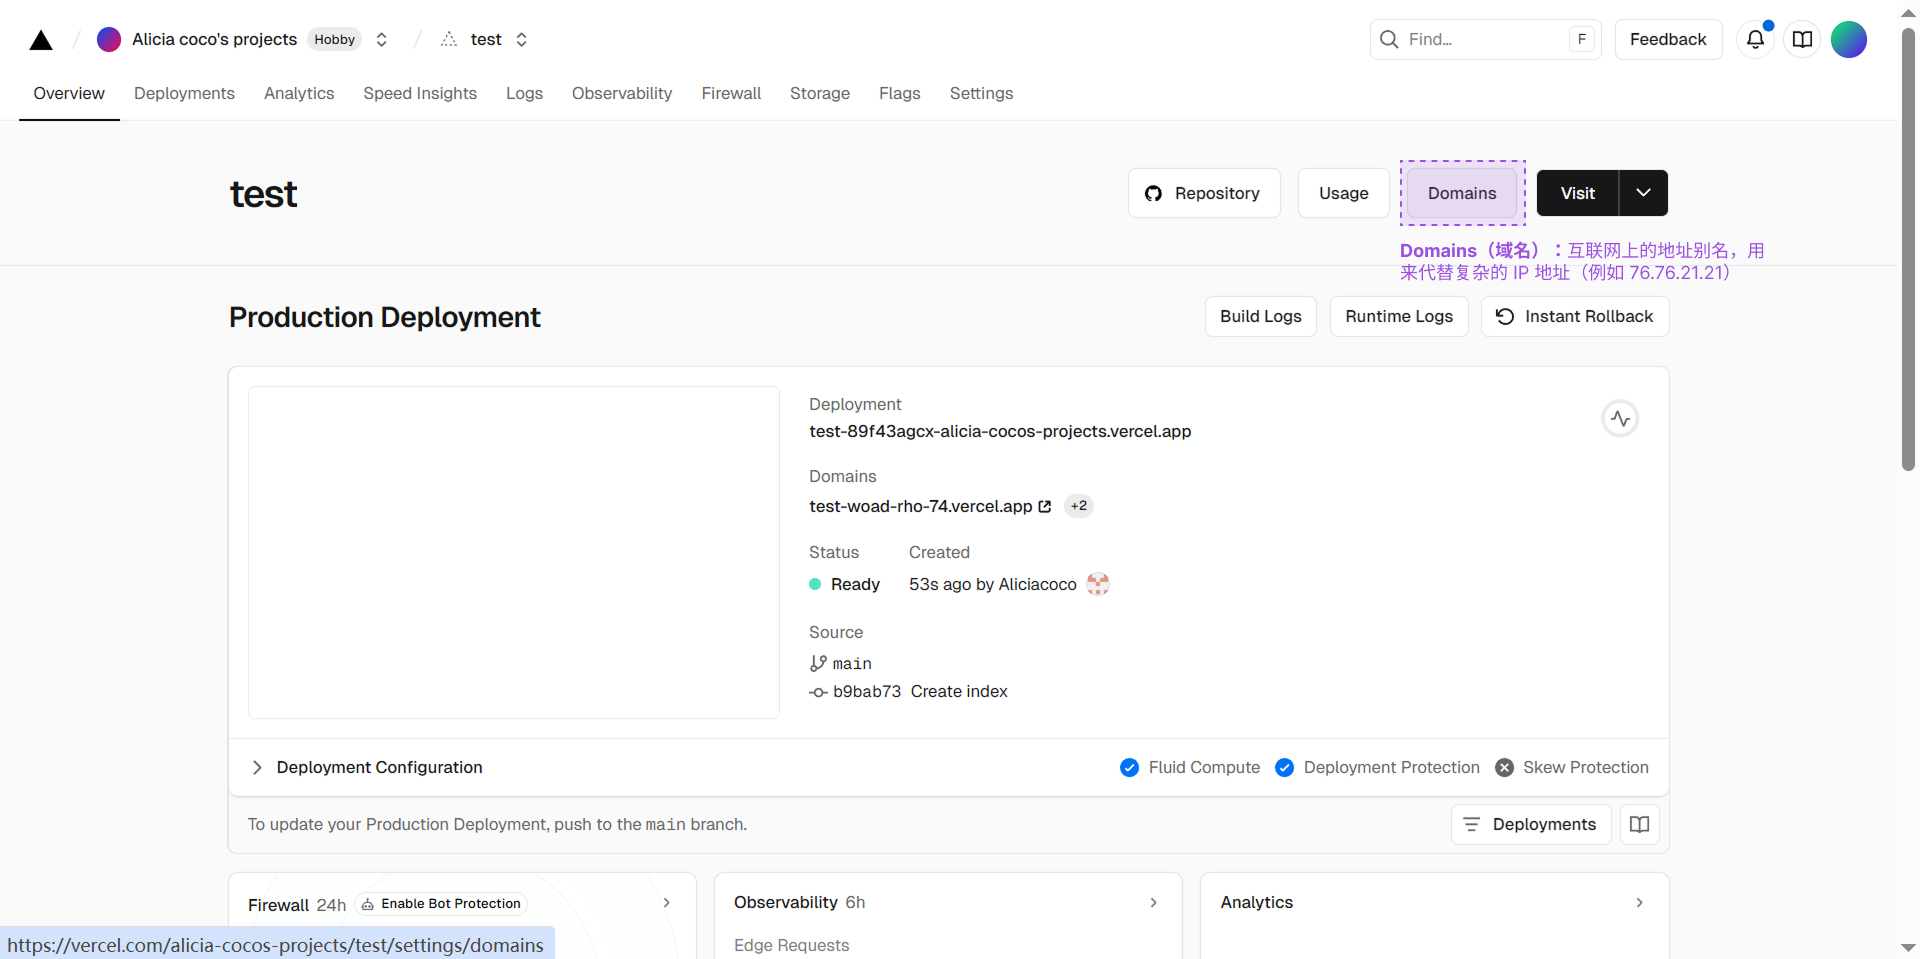 Alicia coco's projects Hobby test Find... F Feedback
Overview Deployments Analytics Speed Insights Logs Observability Firewall Storage Flags Settings
test Repository Usage Domains Visit
Domains（域名）：互联网上的地址别名，用
来代替复杂的 IP 地址（例如 76.76.21.21）
Production Deployment Build Logs Runtime Logs Instant Rollback
Deployment
test-89f43agcx-alicia-cocos-projects.vercel.app
Domains
test-woad-rho-74.vercel.app +2
Status Created
Ready 53s ago by Aliciacoco
Source
main
b9bab73 Create index
Deployment Configuration Fluid Compute Deployment Protection Skew Protection
To update your Production Deployment, push to the main branch. Deployments
Firewall 24h Enable Bot Protection Observability 6h Analytics
Edge Requests
https://vercel.com/alicia-cocos-projects/test/settings/domains